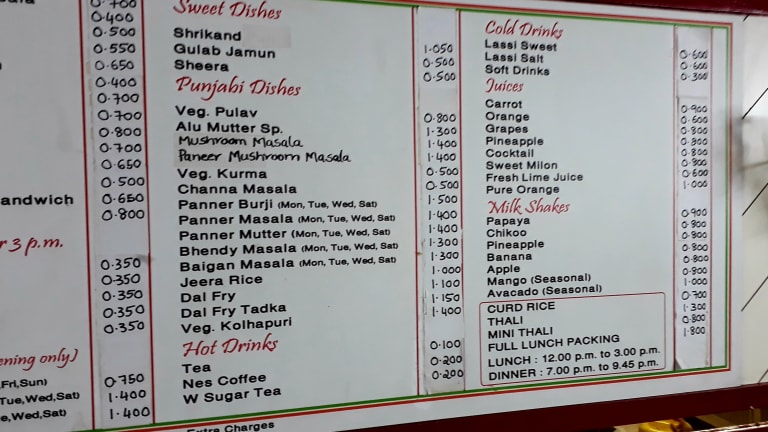 0.700
0.400
0.500
0.550
0.650
0.400
0.700
0.700
0.800
0.700
0.650
0.500
andwich 0.650
0.800
r 3 p.m.
0.350
0.350
0.350
0.350
0.350
ening only)
,Fri,Sun) 0.750
Tue,Wed,Sat) 1.400
Tue,Wed,Sat) 1.400
Sweet Dishes
Shrikand 1.050
Gulab Jamun 0.500
Sheera 0.500
Punjabi Dishes
Veg. Pulav 0.800
Alu Mutter Sp. 1.300
Mushroom Masala 1.400
Paneer Mushroom Masala 1.400
Veg. Kurma 0.500
Channa Masala 0.500
Panner Burji (Mon, Tue, Wed, Sat) 1.500
Panner Masala (Mon, Tue, Wed, Sat) 1.400
Panner Mutter (Mon, Tue, Wed, Sat) 1.400
Bhendy Masala (Mon, Tue, Wed, Sat) 1.300
Baigan Masala (Mon, Tue, Wed, Sat) 1.300
Jeera Rice 1.000
Dal Fry 1.100
Dal Fry Tadka 1.150
Veg. Kolhapuri 1.400
Hot Drinks
Tea 0.100
Nes Coffee 0.200
W Sugar Tea 0.200
Extra Charges
Cold Drinks
Lassi Sweet 0.600
Lassi Salt 0.600
Soft Drinks 0.300
Juices
Carrot 0.900
Orange 0.600
Grapes 0.800
Pineapple 0.800
Cocktail 0.800
Sweet Milon 0.800
Fresh Lime Juice 0.600
Pure Orange 1.000
Milk Shakes
Papaya 0.900
Chikoo 0.800
Pineapple 0.800
Banana 0.800
Apple 0.800
Mango (Seasonal) 0.800
Avacado (Seasonal) 1.000
CURD RICE 0.700
THALI 1.300
MINI THALI 0.800
FULL LUNCH PACKING 1.800
LUNCH : 12.00 p.m. to 3.00 p.m.
DINNER : 7.00 p.m. to 9.45 p.m.